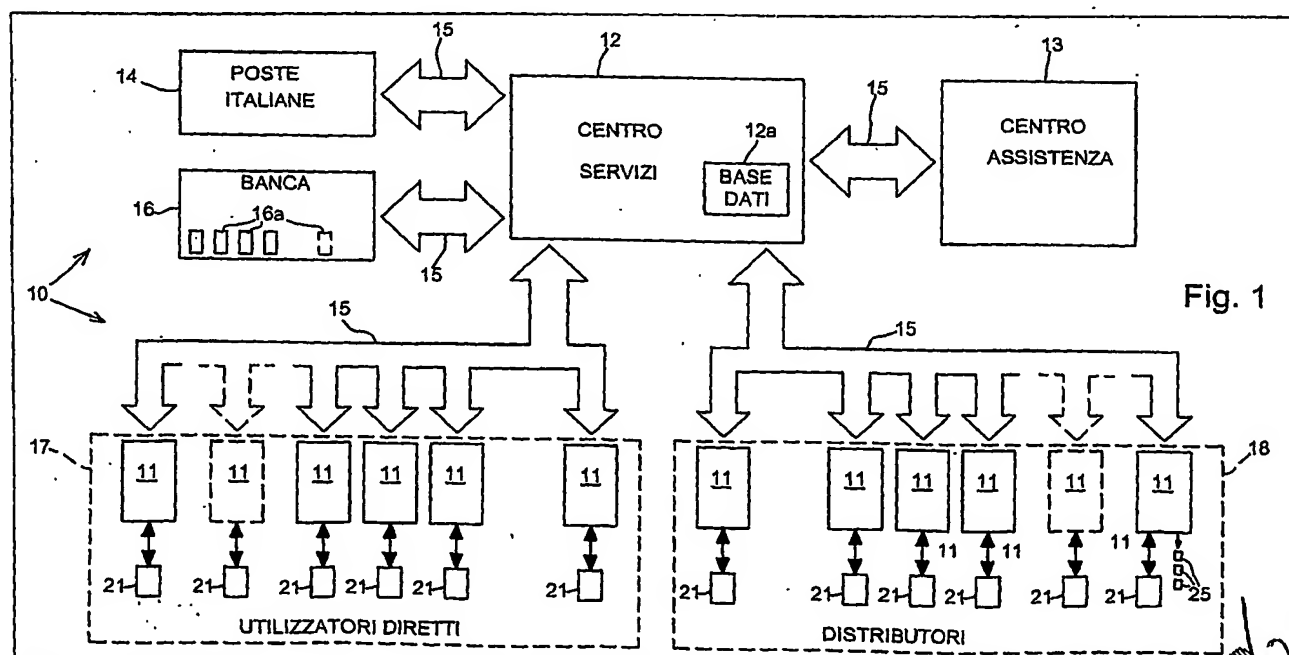 15
12
13
14
POSTE
ITALIANE
CENTRO
SERVIZI
12a
BASE
DATI
15
CENTRO
ASSISTENZA
BANCA
16
16a
15
10
Fig. 1
15
15
17
11 11 11 11 11 11
18
11 11 11 11 11 11
11 11 11
21 21 21 21 21 21
21 21 21 21 21 21 25
UTILIZZATORI DIRETTI
DISTRIBUTORI